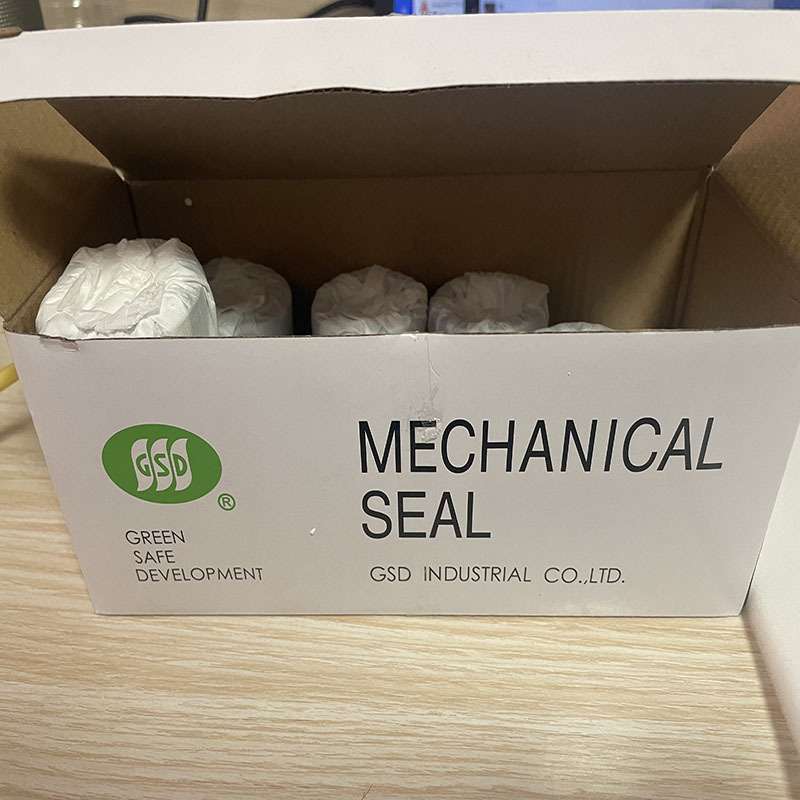 GSD
®
GREEN
SAFE
DEVELOPMENT
MECHANICAL
SEAL
GSD INDUSTRIAL CO.,LTD.